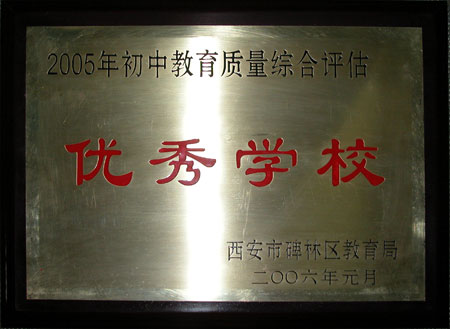 2005年初中教育质量综合评估
优秀学校
西安市碑林区教育局
二〇〇六年元月